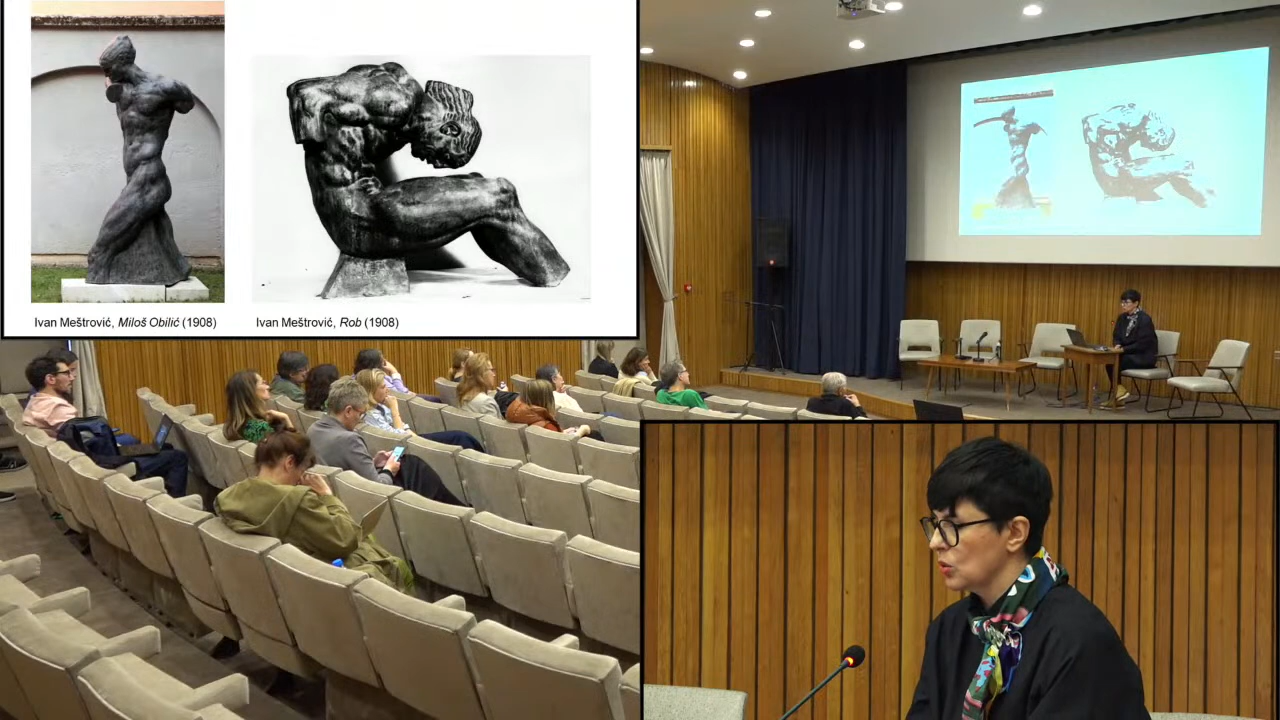 Ivan Meštrović, Miloš Obilić (1908)
Ivan Meštrović, Rob (1908)